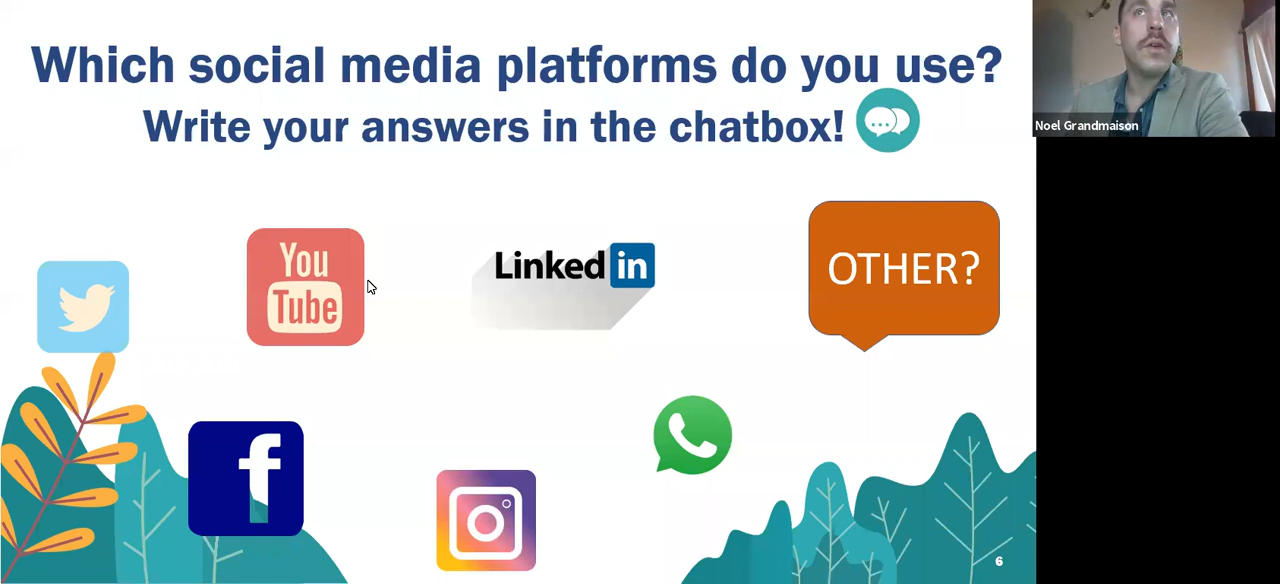 Which social media platforms do you use?
Write your answers in the chatbox!
Noel Grandmaison
You
Tube
Linked in
OTHER?
f
6